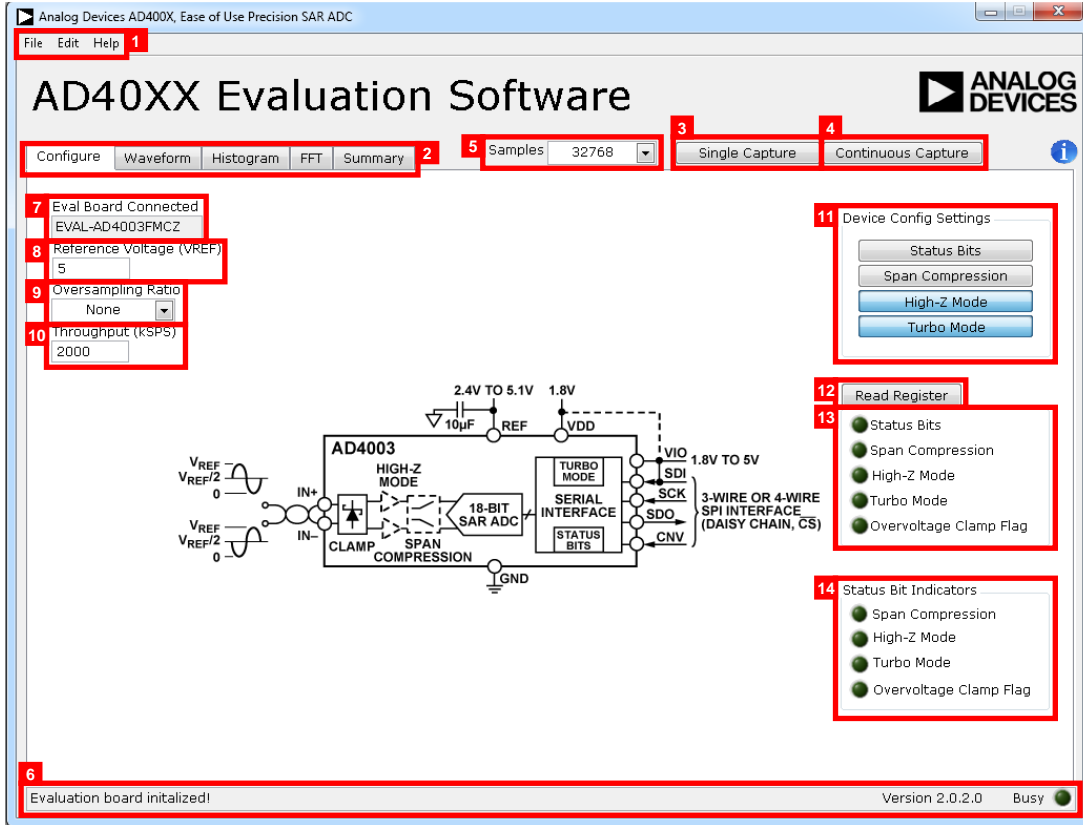 Analog Devices AD400X, Ease of Use Precision SAR ADC
File Edit Help 1
AD40XX Evaluation Software
ANALOG
DEVICES
3
4
Configure Waveform Histogram FFT Summary 2
5 Samples 32768
Single Capture
Continuous Capture
i
7 Eval Board Connected
EVAL-AD4003FMCZ
8 Reference Voltage (VREF)
5
9 Oversampling Ratio
None
10 Throughput (kSPS)
2000
11 Device Config Settings
Status Bits
Span Compression
High-Z Mode
Turbo Mode
12 Read Register
13 Status Bits
Span Compression
High-Z Mode
Turbo Mode
Overvoltage Clamp Flag
2.4V TO 5.1V 1.8V
10µF REF VDD
AD4003
VREF
VREF/2
0
IN+
VREF
VREF/2
0
IN–
HIGH-Z
MODE
CLAMP
SPAN
COMPRESSION
18-BIT
SAR ADC
TURBO
MODE
SERIAL
INTERFACE
STATUS
BITS
VIO 1.8V TO 5V
SDI
SCK
SDO
CNV
3-WIRE OR 4-WIRE
SPI INTERFACE
(DAISY CHAIN, C̅S̅)
GND
14 Status Bit Indicators
Span Compression
High-Z Mode
Turbo Mode
Overvoltage Clamp Flag
6
Evaluation board initalized!
Version 2.0.2.0 Busy